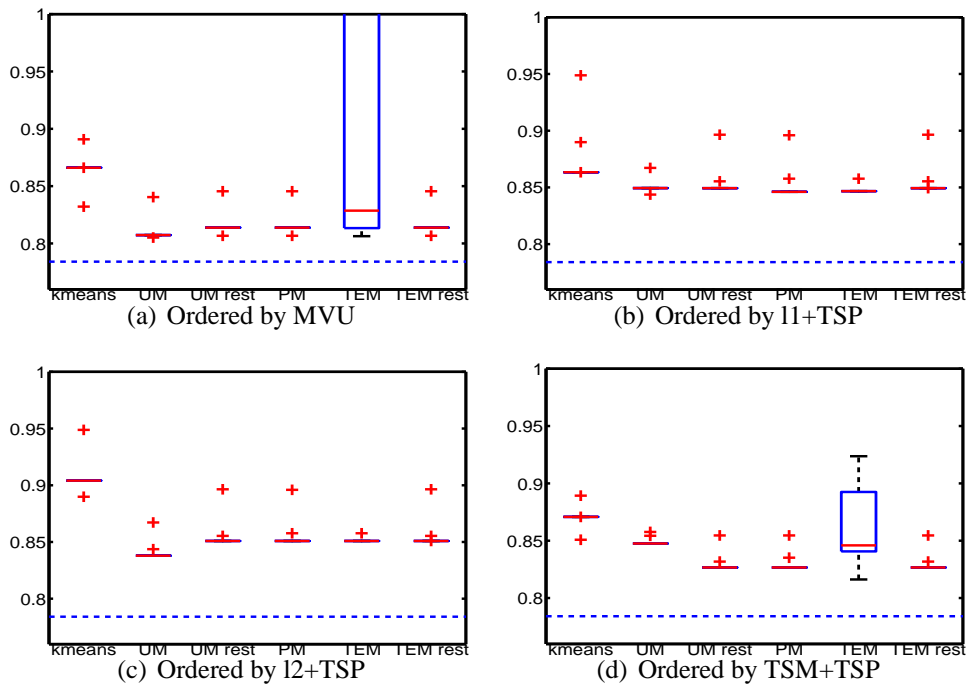 1
0.95
0.9
0.85
0.8
kmeans UM UM rest PM TEM TEM rest
(a) Ordered by MVU
1
0.95
0.9
0.85
0.8
kmeans UM UM rest PM TEM TEM rest
(b) Ordered by l1+TSP
1
0.95
0.9
0.85
0.8
kmeans UM UM rest PM TEM TEM rest
(c) Ordered by l2+TSP
1
0.95
0.9
0.85
0.8
kmeans UM UM rest PM TEM TEM rest
(d) Ordered by TSM+TSP